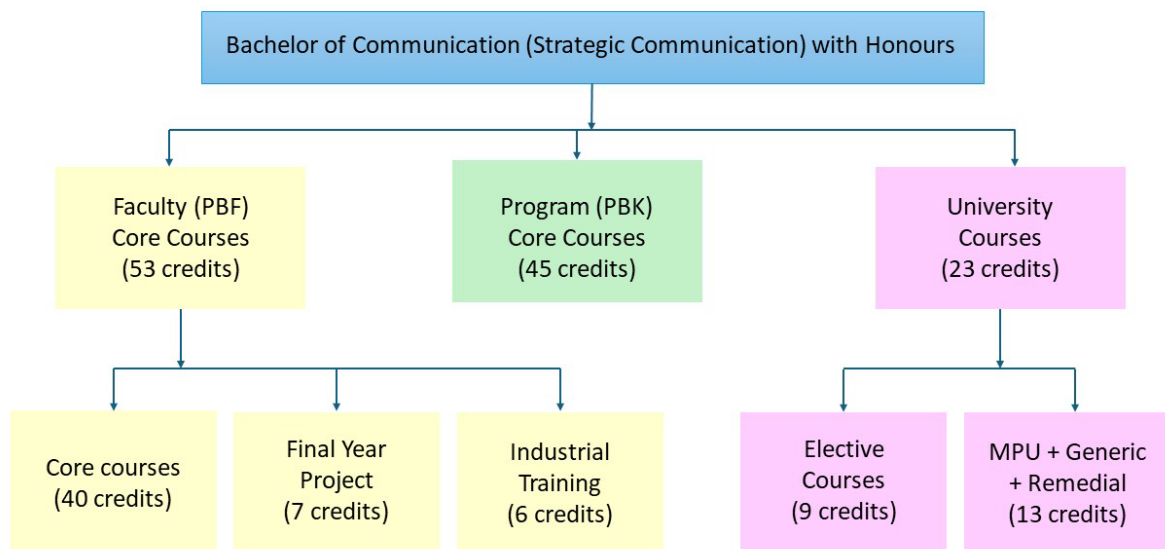 Bachelor of Communication (Strategic Communication) with Honours
Faculty (PBF)
Core Courses
(53 credits)
Program (PBK)
Core Courses
(45 credits)
University
Courses
(23 credits)
Core courses
(40 credits)
Final Year
Project
(7 credits)
Industrial
Training
(6 credits)
Elective
Courses
(9 credits)
MPU + Generic
+ Remedial
(13 credits)